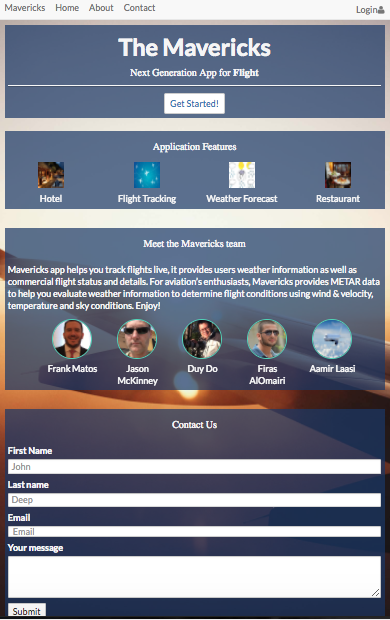 Mavericks Home About Contact Login
The Mavericks
Next Generation App for Flight
Get Started!
Application Features
Hotel Flight Tracking Weather Forecast Restaurant
Meet the Mavericks team
Mavericks app helps you track flights live, it provides users weather information as well as
commercial flight status and details. For aviation's enthusiasts, Mavericks provides METAR data
to help you evaluate weather information to determine flight conditions using wind & velocity,
temperature and sky conditions. Enjoy!
Frank Matos Jason McKinney Duy Do Firas AlOmairi Aamir Laasi
Contact Us
First Name
John
Last name
Deep
Email
Email
Your message
Submit